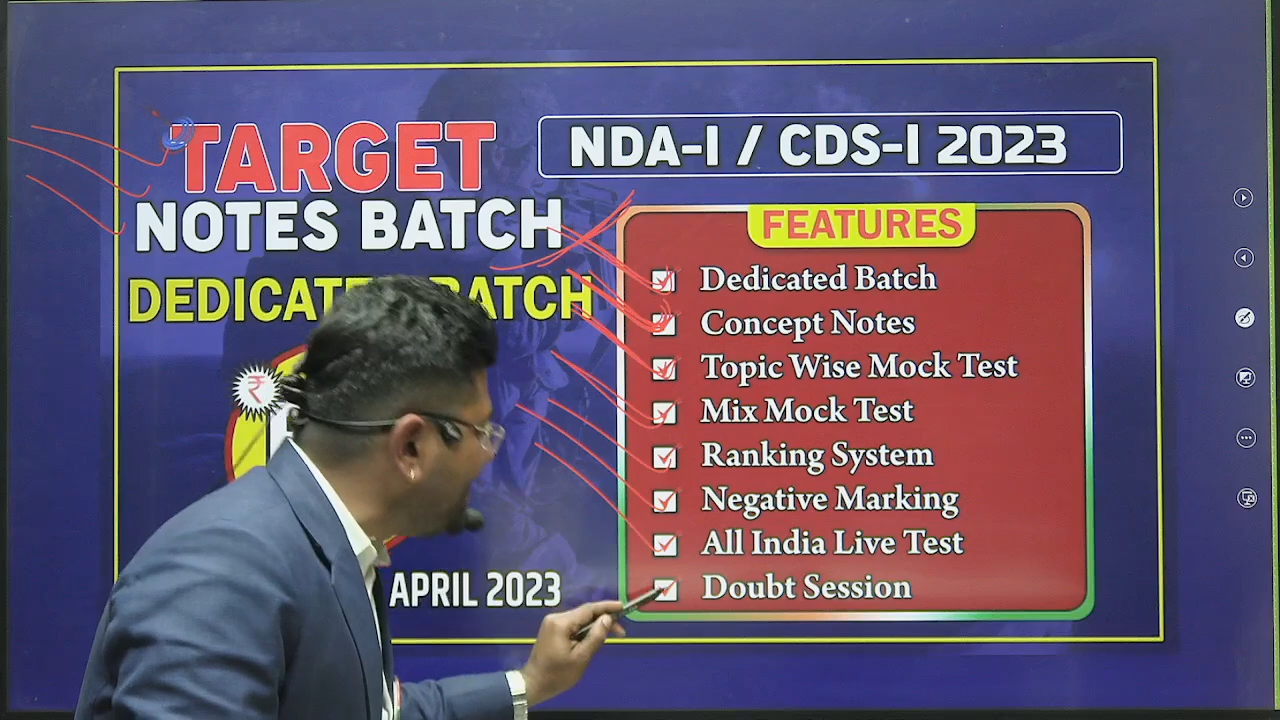 TARGET
NDA-I / CDS-I 2023
NOTES BATCH
BATCH
FEATURES
Dedicated Batch
Concept Notes
Topic Wise Mock Test
Mix Mock Test
Ranking System
Negative Marking
All India Live Test
Doubt Session
₹
APRIL 2023